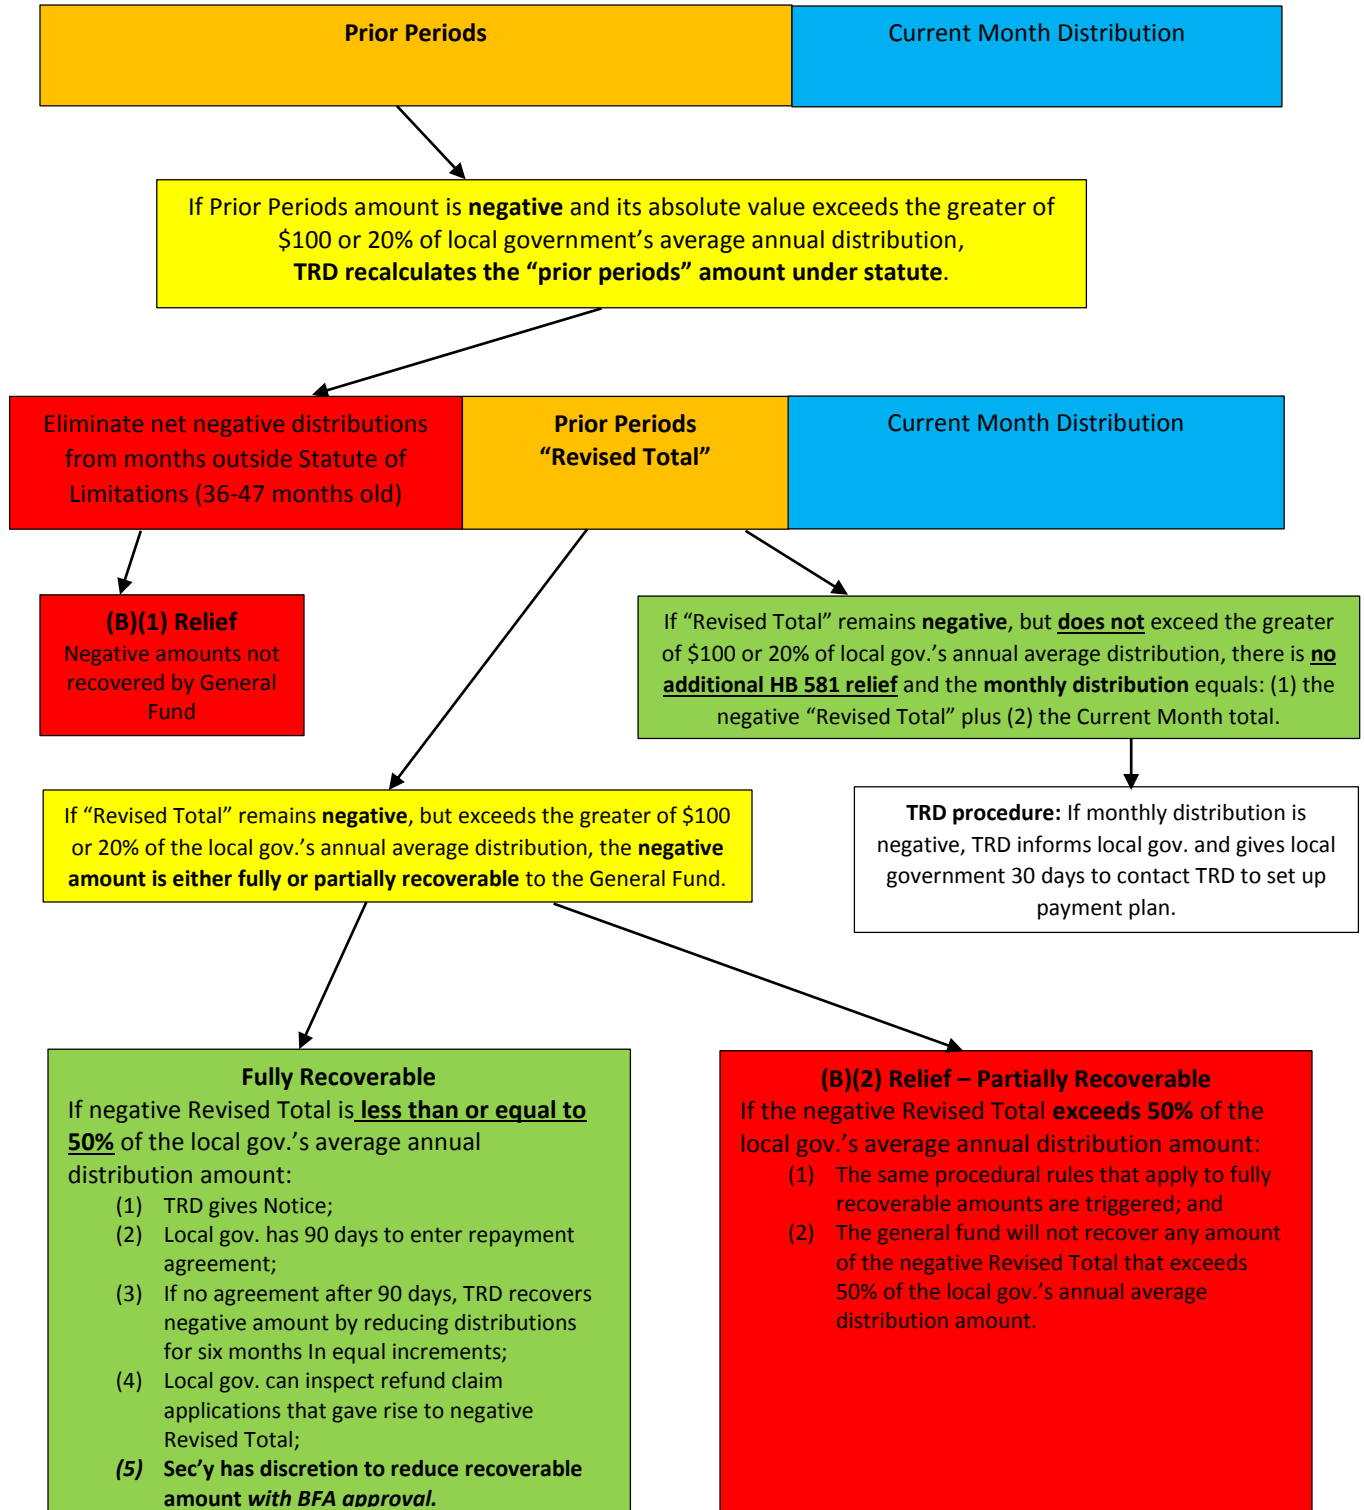 Prior Periods
Current Month Distribution
If Prior Periods amount is negative and its absolute value exceeds the greater of
$100 or 20% of local government’s average annual distribution,
TRD recalculates the “prior periods” amount under statute.
Eliminate net negative distributions
from months outside Statute of
Limitations (36-47 months old)
Prior Periods
“Revised Total”
Current Month Distribution
(B)(1) Relief
Negative amounts not
recovered by General
Fund
If “Revised Total” remains negative, but does not exceed the greater
of $100 or 20% of local gov.’s annual average distribution, there is no
additional HB 581 relief and the monthly distribution equals: (1) the
negative “Revised Total” plus (2) the Current Month total.
If “Revised Total” remains negative, but exceeds the greater of $100
or 20% of the local gov.’s annual average distribution, the negative
amount is either fully or partially recoverable to the General Fund.
TRD procedure: If monthly distribution is
negative, TRD informs local gov. and gives local
government 30 days to contact TRD to set up
payment plan.
Fully Recoverable
If negative Revised Total is less than or equal to
50% of the local gov.’s average annual
distribution amount:
(1) TRD gives Notice;
(2) Local gov. has 90 days to enter repayment
agreement;
(3) If no agreement after 90 days, TRD recovers
negative amount by reducing distributions
for six months In equal increments;
(4) Local gov. can inspect refund claim
applications that gave rise to negative
Revised Total;
(5) Sec’y has discretion to reduce recoverable
amount with BFA approval.
(B)(2) Relief – Partially Recoverable
If the negative Revised Total exceeds 50% of the
local gov.’s average annual distribution amount:
(1) The same procedural rules that apply to fully
recoverable amounts are triggered; and
(2) The general fund will not recover any amount
of the negative Revised Total that exceeds
50% of the local gov.’s annual average
distribution amount.